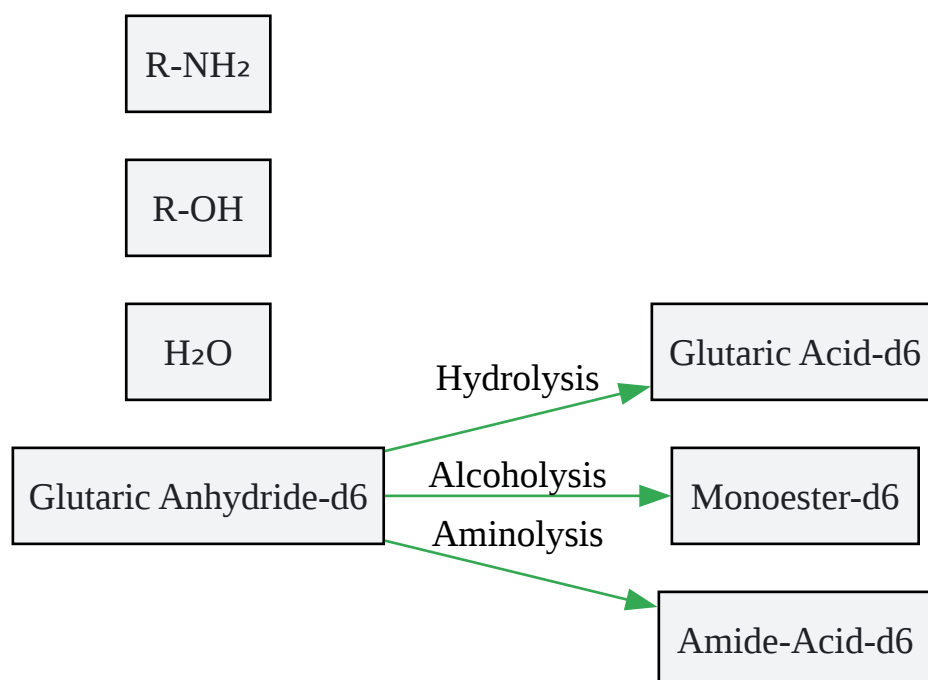 R-NH₂
R-OH
H₂O
Glutaric Anhydride-d6
Hydrolysis
Alcoholysis
Aminolysis
Glutaric Acid-d6
Monoester-d6
Amide-Acid-d6